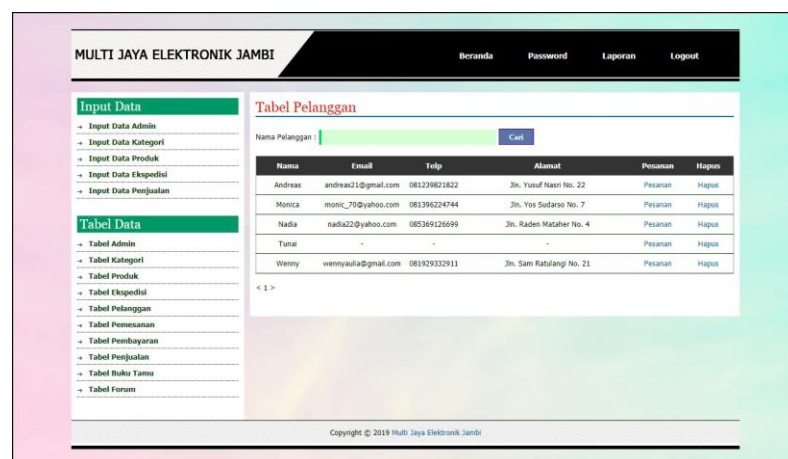 MULTI JAYA ELEKTRONIK JAMBI
Beranda Password Laporan Logout
Input Data
→ Input Data Admin
→ Input Data Kategori
→ Input Data Produk
→ Input Data Ekspedisi
→ Input Data Penjualan
Tabel Data
→ Tabel Admin
→ Tabel Kategori
→ Tabel Produk
→ Tabel Ekspedisi
→ Tabel Pelanggan
→ Tabel Pemesanan
→ Tabel Pembayaran
→ Tabel Penjualan
→ Tabel Buku Tamu
→ Tabel Forum
Tabel Pelanggan
Nama Pelanggan : Cari
Nama Email Telp Alamat Pesanan Hapus
Andreas andreas21@gmail.com 081239821822 Jln. Yusuf Nasri No. 22 Pesanan Hapus
Monica monic_70@yahoo.com 081396224744 Jln. Yos Sudarso No. 7 Pesanan Hapus
Nadia nadia22@yahoo.com 085369126699 Jln. Raden Mataher No. 4 Pesanan Hapus
Tunai - - - Pesanan Hapus
Wenny wennyaulia@gmail.com 081929332911 Jln. Sam Ratulangi No. 21 Pesanan Hapus
< 1 >
Copyright © 2019 Multi Jaya Elektronik Jambi